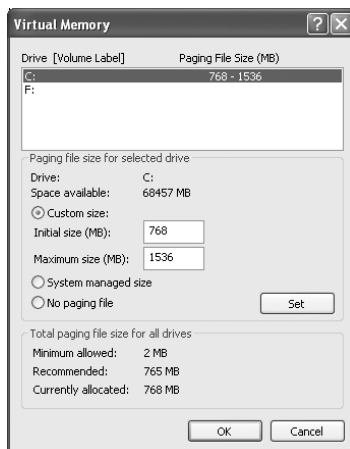 Virtual Memory
Drive [Volume Label] Paging File Size (MB)
C: 768 - 1536
F:
Paging file size for selected drive
Drive: C:
Space available: 68457 MB
Custom size:
Initial size (MB): 768
Maximum size (MB): 1536
System managed size
No paging file Set
Total paging file size for all drives
Minimum allowed: 2 MB
Recommended: 765 MB
Currently allocated: 768 MB
OK Cancel